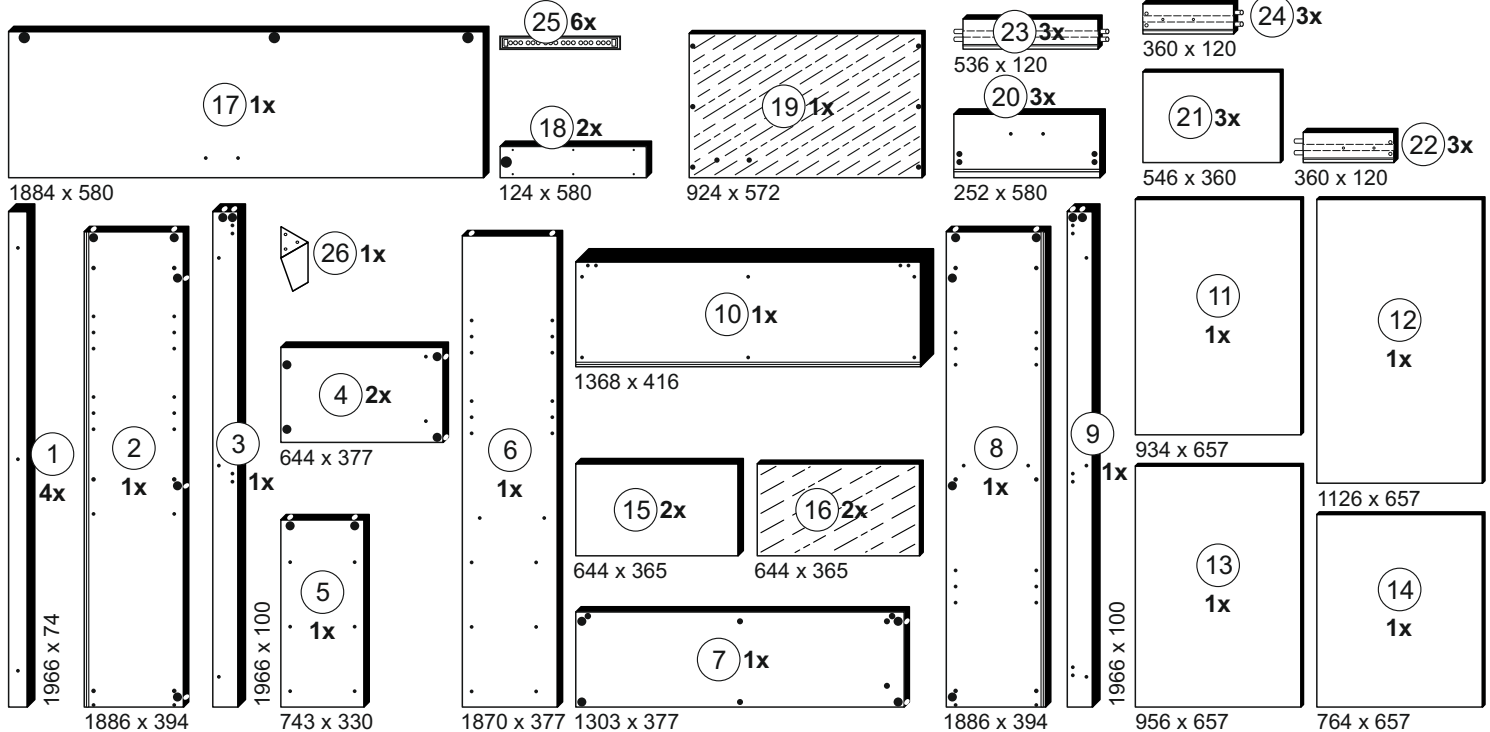 25 6x
24 3x
23 3x
360 x 120
536 x 120
17 1x
19 1x
20 3x
21 3x
18 2x
22 3x
1884 x 580
124 x 580
924 x 572
252 x 580
546 x 360
360 x 120
26 1x
11
1x
10 1x
12
1x
1368 x 416
4 2x
1
4x
2
1x
3
1x
644 x 377
6
1x
8
1x
9
1x
934 x 657
1126 x 657
15 2x
16 2x
644 x 365
644 x 365
13
1x
14
1x
5
1x
7 1x
1966 x 74
1966 x 100
1966 x 100
1886 x 394
743 x 330
1870 x 377
1303 x 377
1886 x 394
956 x 657
764 x 657